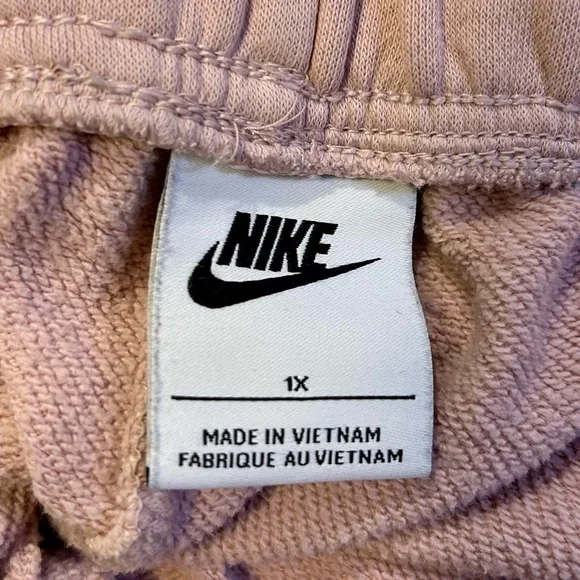 NIKE
1X
MADE IN VIETNAM
FABRIQUE AU VIETNAM